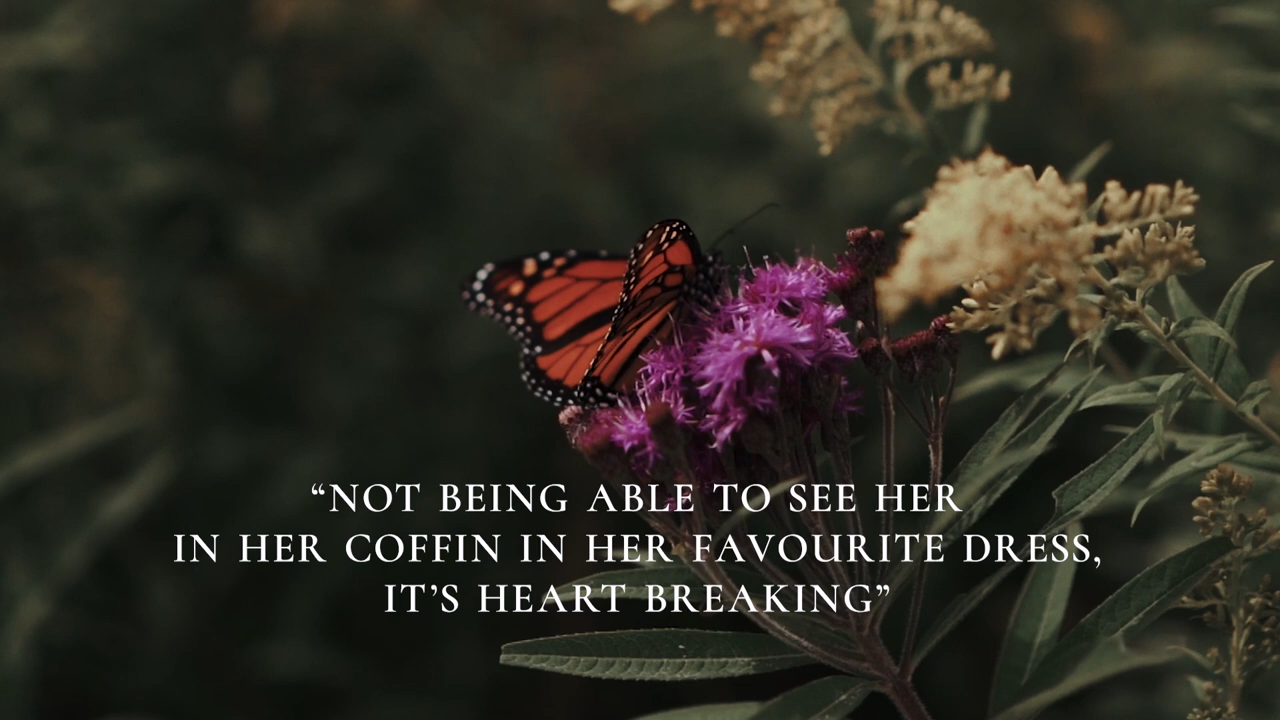 “NOT BEING ABLE TO SEE HER
IN HER COFFIN IN HER FAVOURITE DRESS,
IT’S HEART BREAKING”